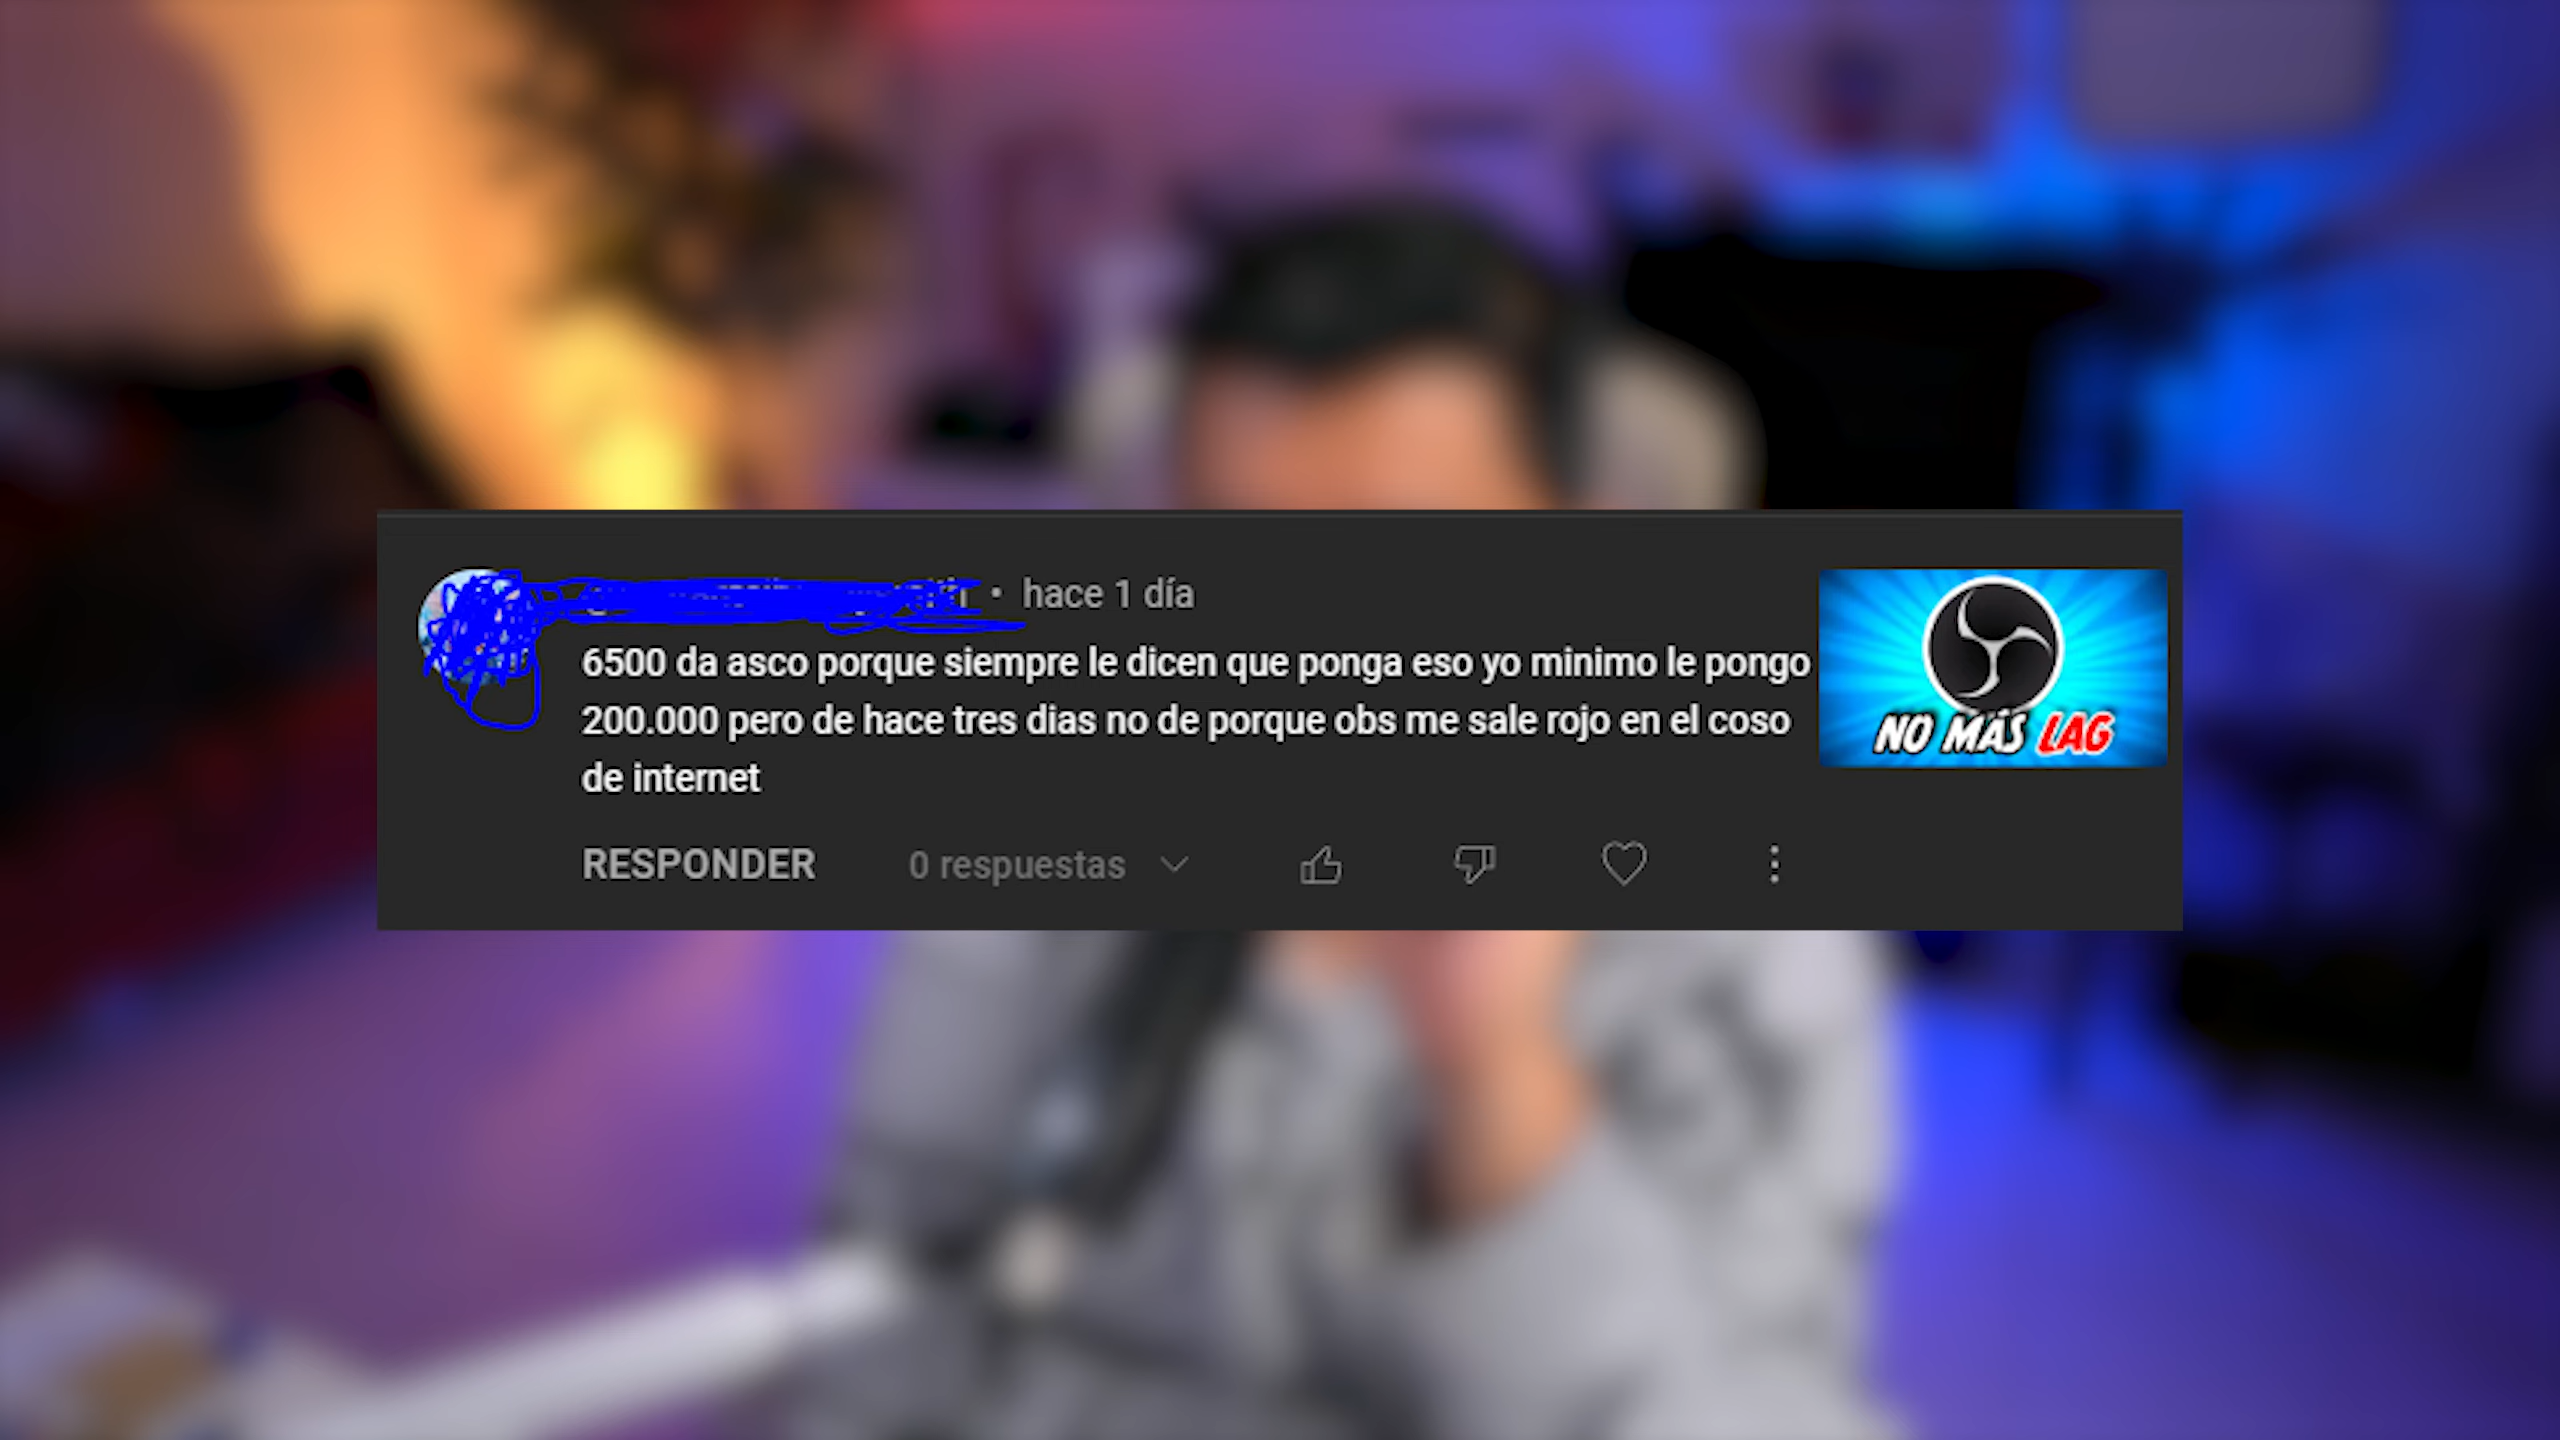 • hace 1 día
6500 da asco porque siempre le dicen que ponga eso yo minimo le pongo
200.000 pero de hace tres dias no de porque obs me sale rojo en el coso
de internet
NO MÁS LAG
RESPONDER 0 respuestas